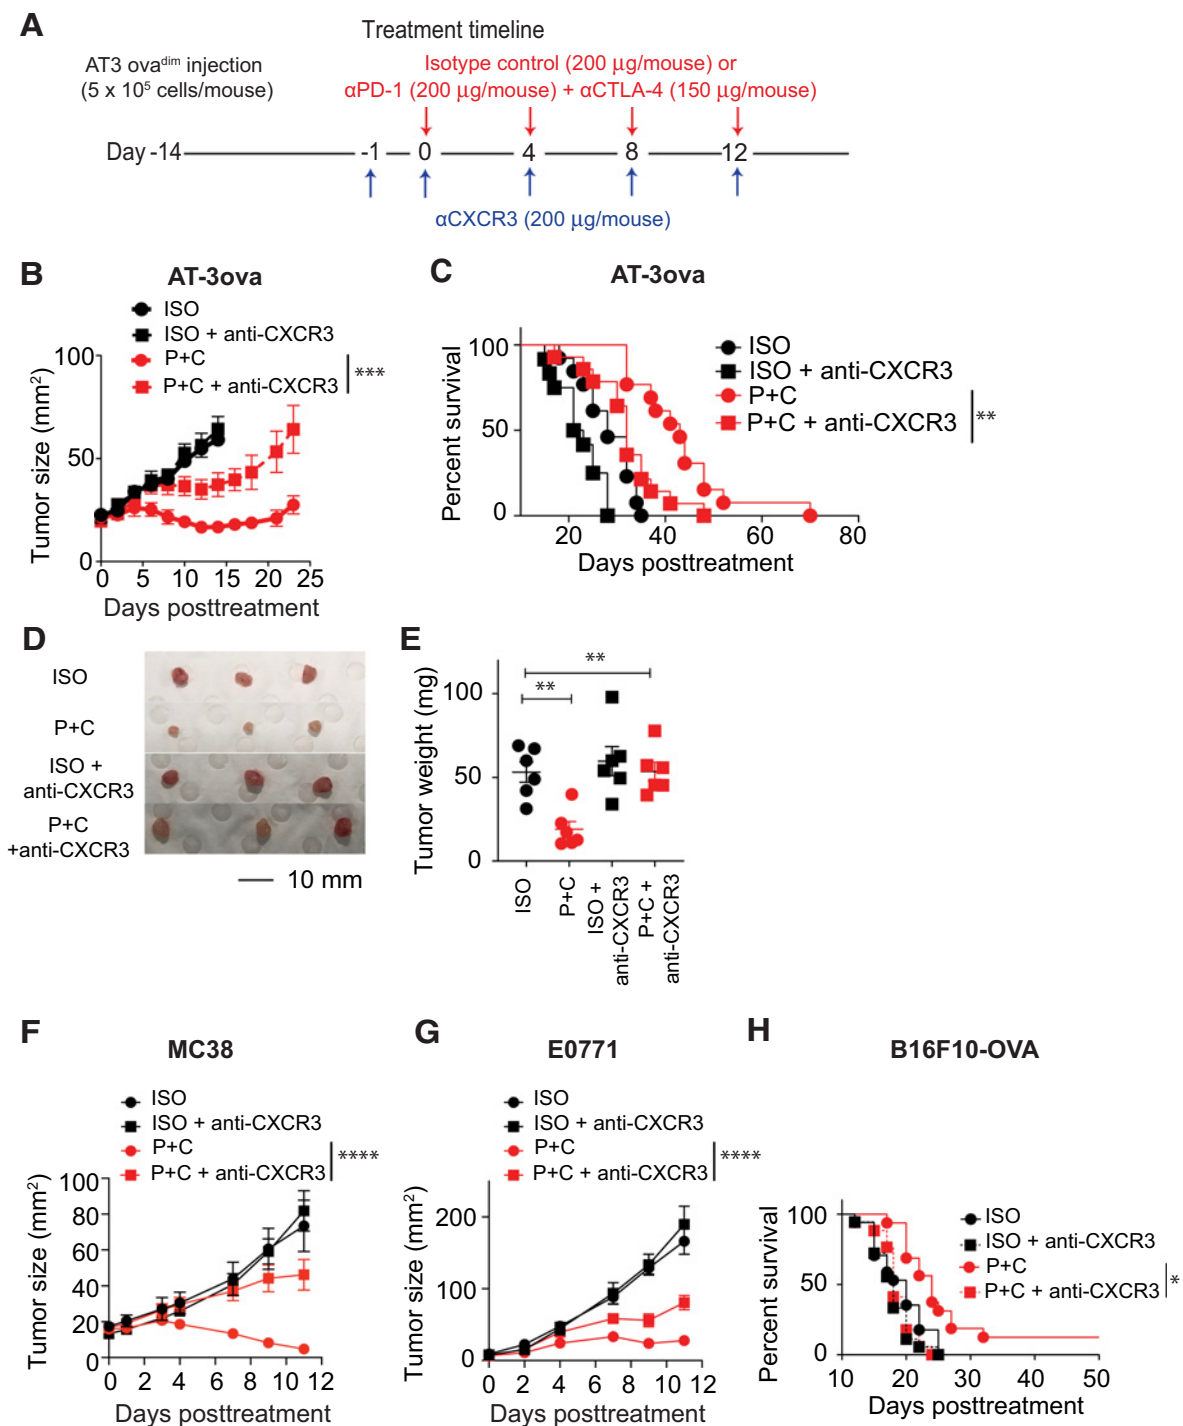 A
Treatment timeline
AT3 ovadim injection
(5 x 10⁵ cells/mouse)
Isotype control (200 µg/mouse) or
αPD-1 (200 µg/mouse) + αCTLA-4 (150 µg/mouse)
Day -14 -1 0 4 8 12
αCXCR3 (200 µg/mouse)
B
AT-3ova
ISO
ISO + anti-CXCR3
P+C
P+C + anti-CXCR3
***
Tumor size (mm²)
100
50
0
0 5 10 15 20 25
Days posttreatment
C
AT-3ova
ISO
ISO + anti-CXCR3
P+C
P+C + anti-CXCR3
**
Percent survival
100
50
0
20 40 60 80
Days posttreatment
D
ISO
P+C
ISO +
anti-CXCR3
P+C
+anti-CXCR3
10 mm
E
**
**
Tumor weight (mg)
100
50
0
ISO
P+C
ISO +
anti-CXCR3
P+C +
anti-CXCR3
F
MC38
ISO
ISO + anti-CXCR3
P+C
P+C + anti-CXCR3
****
Tumor size (mm²)
100
80
60
40
20
0
0 2 4 6 8 10 12
Days posttreatment
G
E0771
ISO
ISO + anti-CXCR3
P+C
P+C + anti-CXCR3
****
Tumor size (mm²)
200
100
0
0 2 4 6 8 10 12
Days posttreatment
H
B16F10-OVA
ISO
ISO + anti-CXCR3
P+C
P+C + anti-CXCR3
*
Percent survival
100
50
0
10 20 30 40 50
Days posttreatment